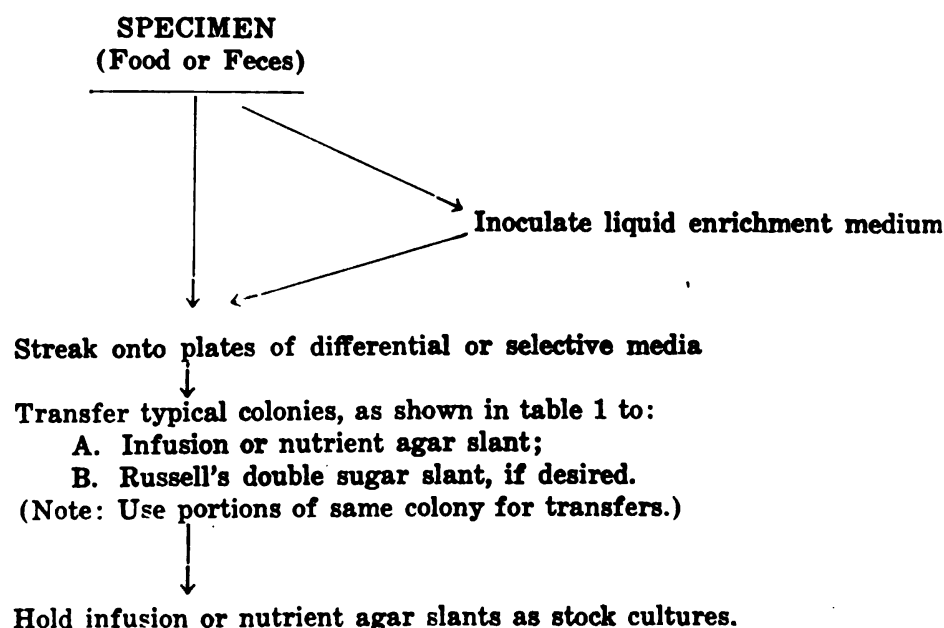 SPECIMEN
(Food or Feces)
Inoculate liquid enrichment medium
Streak onto plates of differential or selective media
Transfer typical colonies, as shown in table 1 to:
A. Infusion or nutrient agar slant;
B. Russell's double sugar slant, if desired.
(Note: Use portions of same colony for transfers.)
Hold infusion or nutrient agar slants as stock cultures.